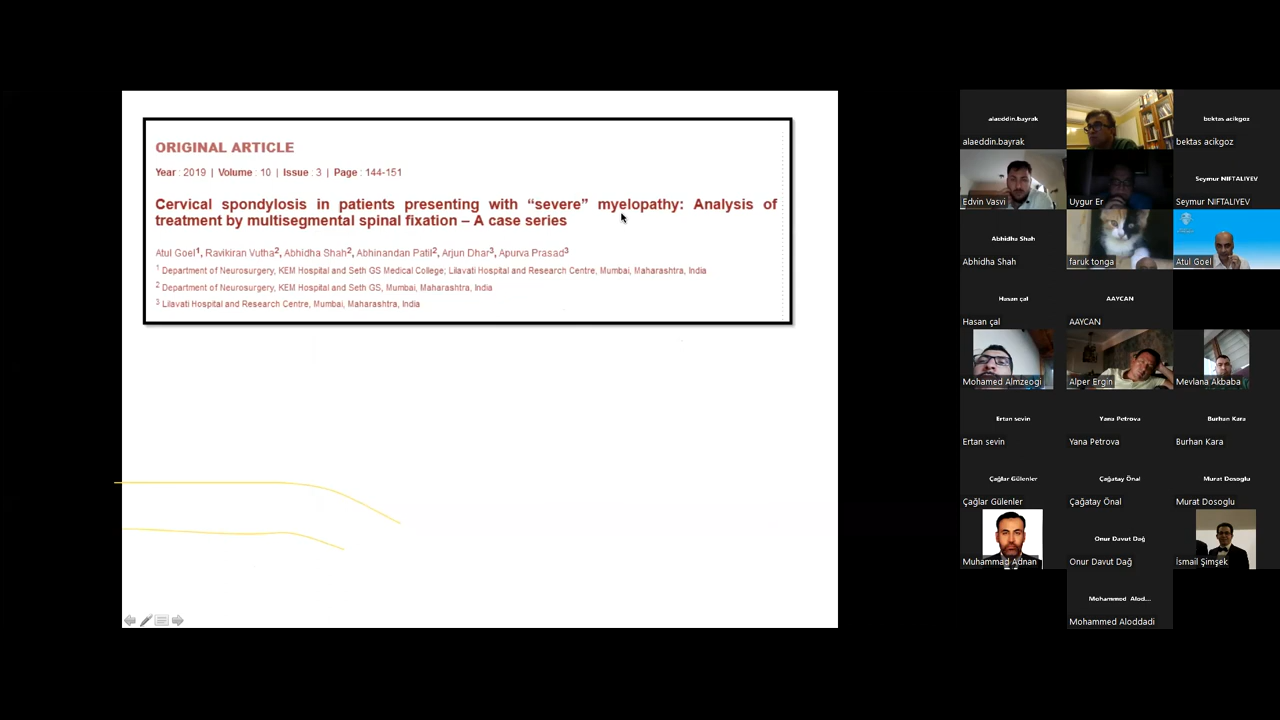 ORIGINAL ARTICLE
Year : 2019 | Volume : 10 | Issue : 3 | Page : 144-151
Cervical spondylosis in patients presenting with “severe” myelopathy: Analysis of
treatment by multisegmental spinal fixation – A case series
Atul Goel1, Ravikiran Vutha2, Abhidha Shah2, Abhinandan Patil2, Arjun Dhar3, Apurva Prasad3
1 Department of Neurosurgery, KEM Hospital and Seth GS Medical College; Lilavati Hospital and Research Centre, Mumbai, Maharashtra, India
2 Department of Neurosurgery, KEM Hospital and Seth GS, Mumbai, Maharashtra, India
3 Lilavati Hospital and Research Centre, Mumbai, Maharashtra, India
alaeddin.bayrak
alaeddin.bayrak
bektas acikgoz
bektas acikgoz
Edvin Vasvi
Uygur Er
Seymur NIFTALIYEV
Seymur NIFTALIYEV
Abhidha Shah
Abhidha Shah
faruk tonga
Atul Goel
Hasan çal
Hasan çal
AAYCAN
AAYCAN
Mohamed Almzeogi
Alper Ergin
Mevlana Akbaba
Ertan sevin
Ertan sevin
Yana Petrova
Yana Petrova
Burhan Kara
Burhan Kara
Çağlar Gülenler
Çağlar Gülenler
Çağatay Önal
Çağatay Önal
Murat Dosoglu
Murat Dosoglu
Muhammad Adnan
Onur Davut Dağ
Onur Davut Dağ
İsmail Şimşek
Mohammed Alod...
Mohammed Aloddadi